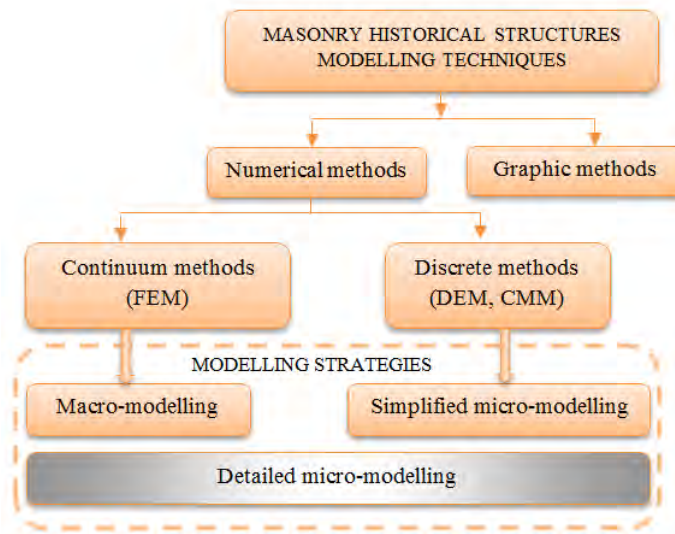 MASONRY HISTORICAL STRUCTURES
MODELLING TECHNIQUES
Numerical methods
Graphic methods
Continuum methods
(FEM)
Discrete methods
(DEM, CMM)
MODELLING STRATEGIES
Macro-modelling
Simplified micro-modelling
Detailed micro-modelling